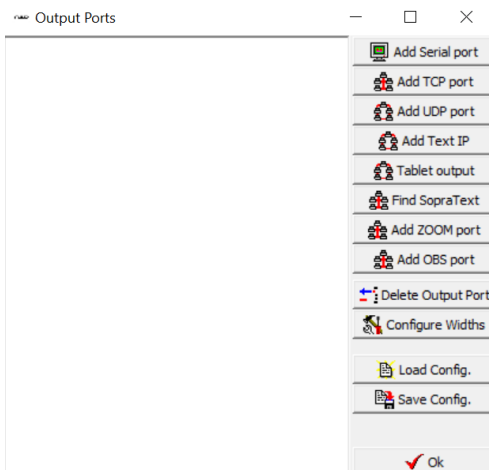 Output Ports
Add Serial port
Add TCP port
Add UDP port
Add Text IP
Tablet output
Find SopraText
Add ZOOM port
Add OBS port
Delete Output Port
Configure Widths
Load Config.
Save Config.
Ok